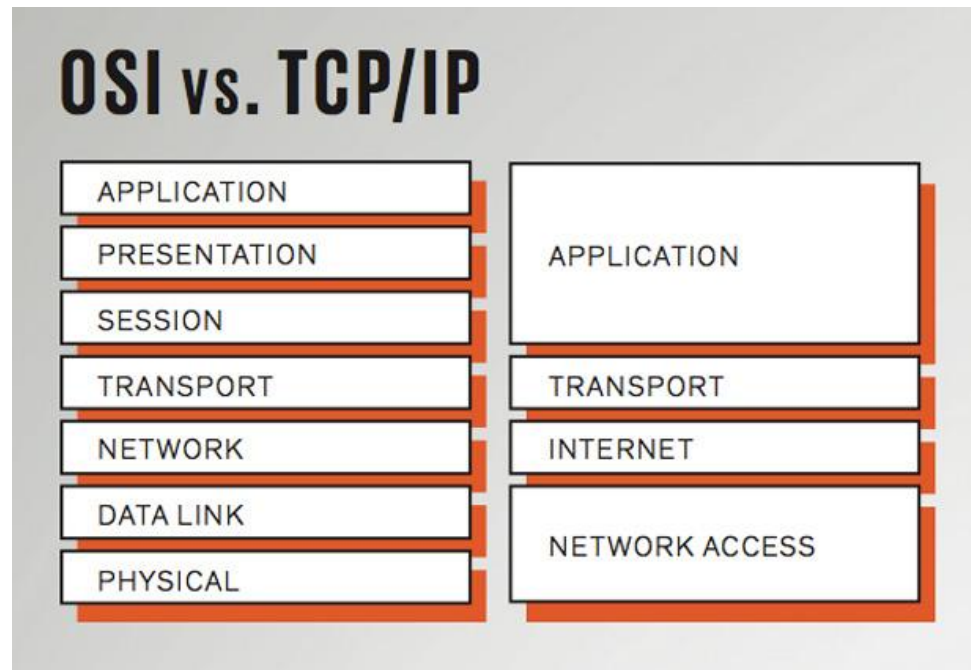 OSI vs. TCP/IP
APPLICATION
PRESENTATION
SESSION
TRANSPORT
NETWORK
DATA LINK
PHYSICAL
APPLICATION
TRANSPORT
INTERNET
NETWORK ACCESS